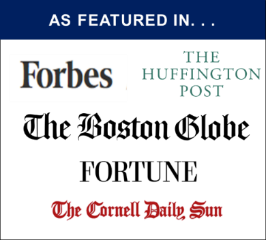 AS FEATURED IN. . .
Forbes
THE
HUFFINGTON
POST
The Boston Globe
FORTUNE
The Cornell Daily Sun